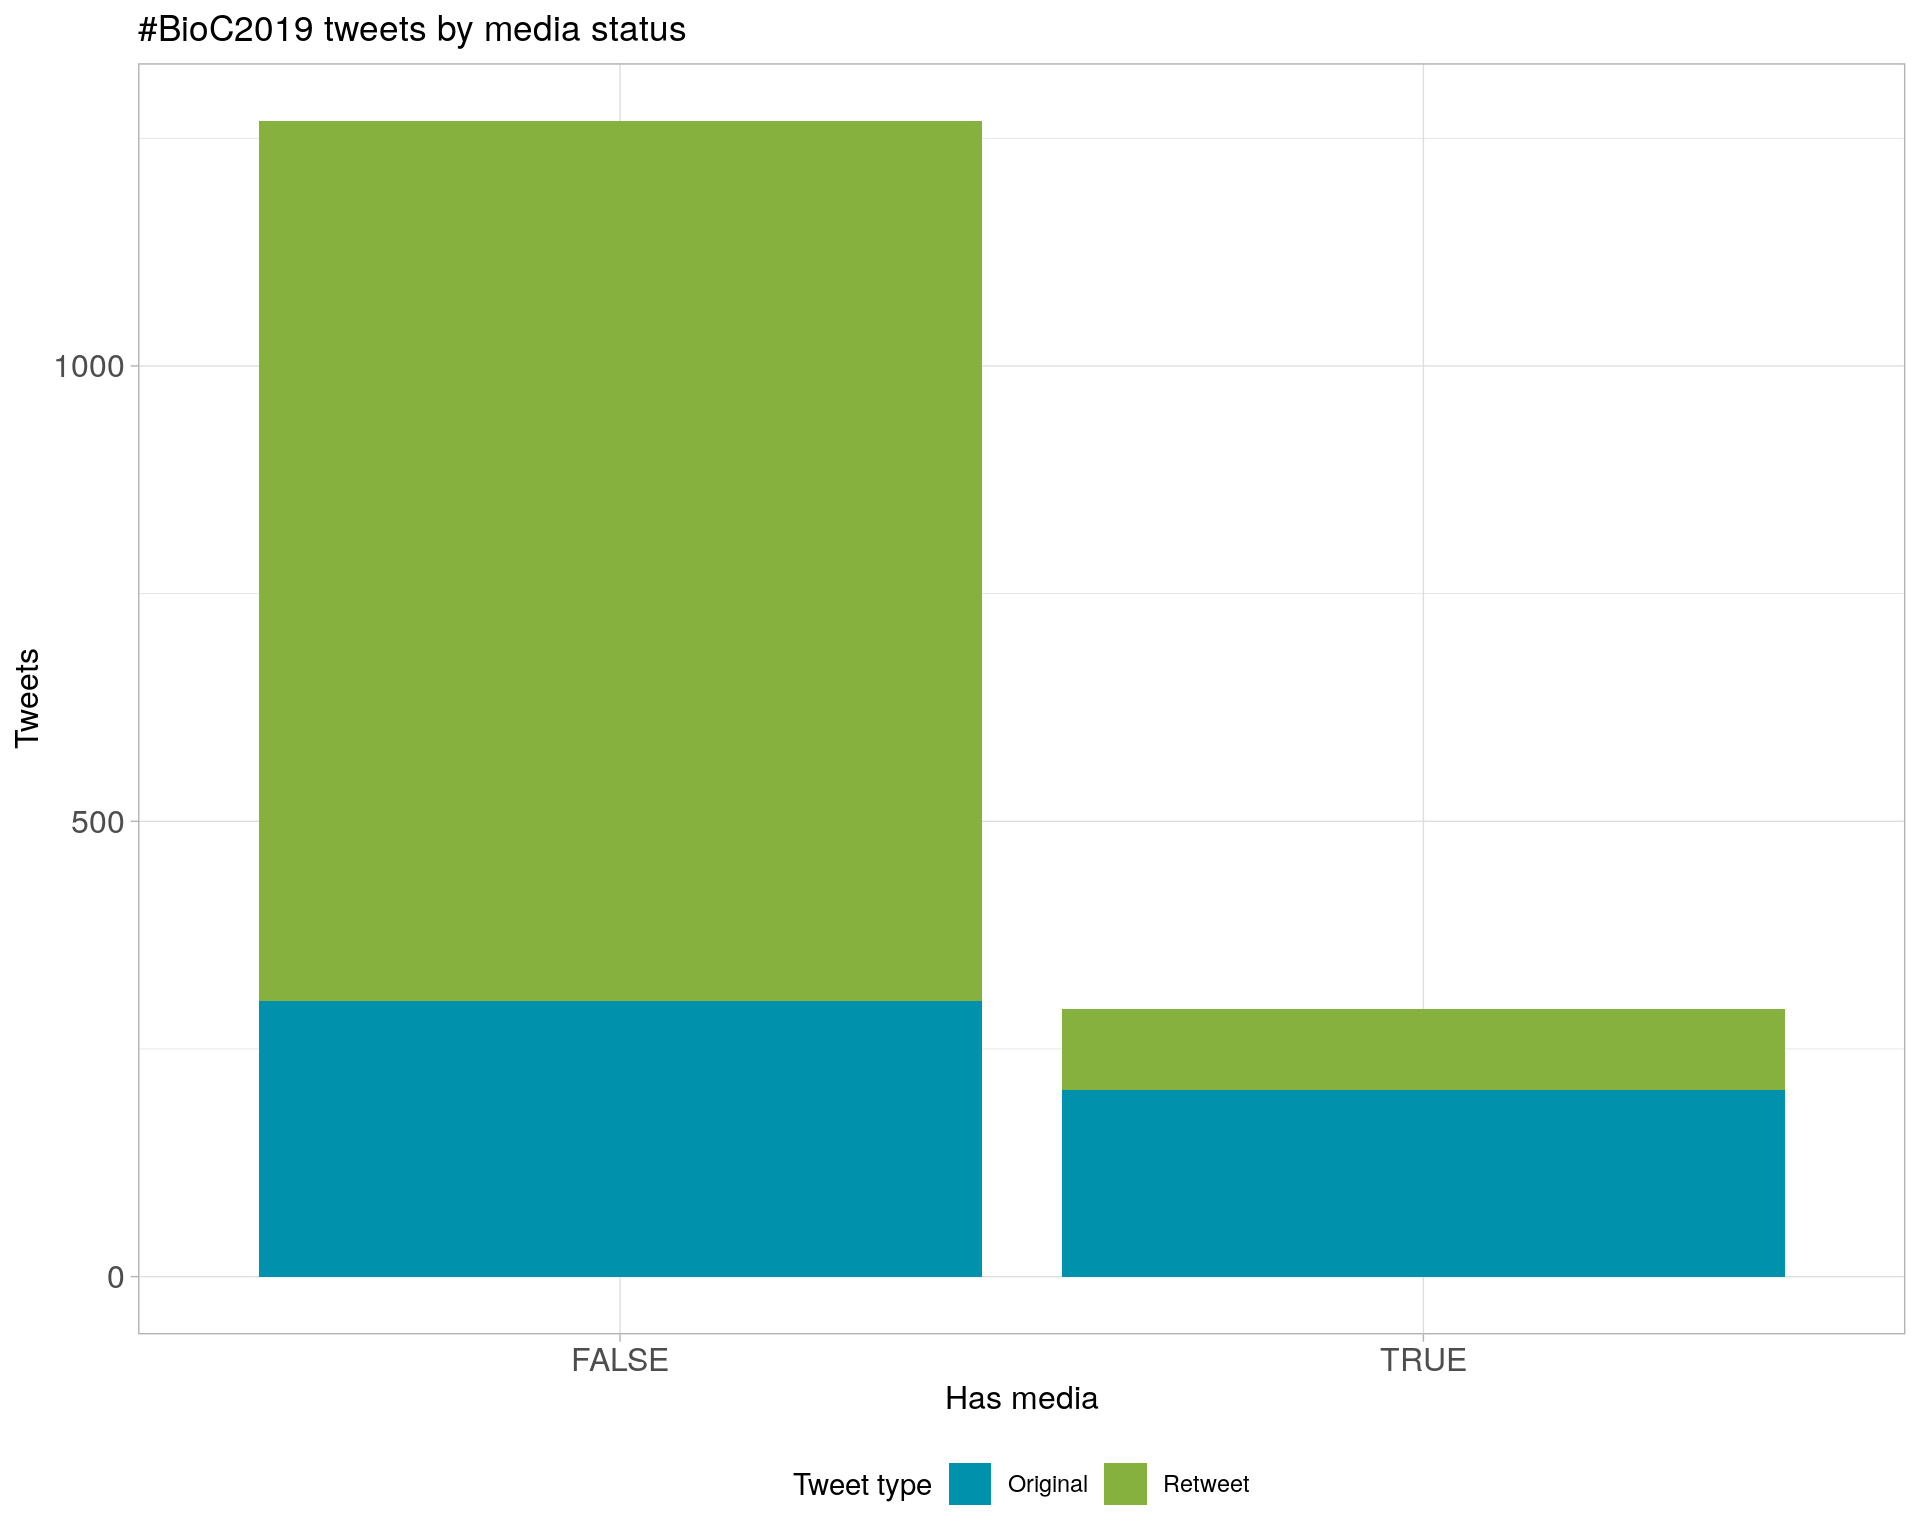 #BioC2019 tweets by media status
Tweets
1000
500
0
FALSE TRUE
Has media
Tweet type Original Retweet